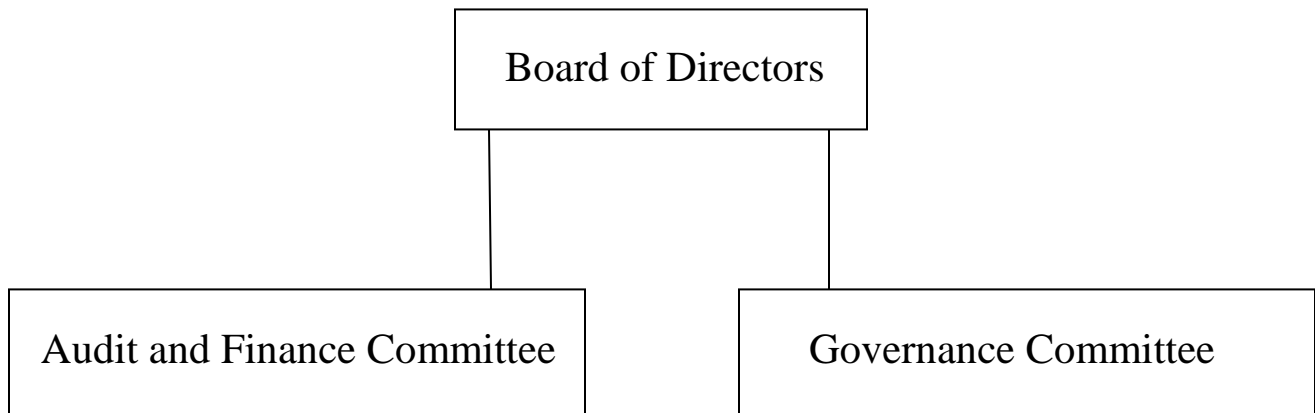 Board of Directors
Audit and Finance Committee
Governance Committee